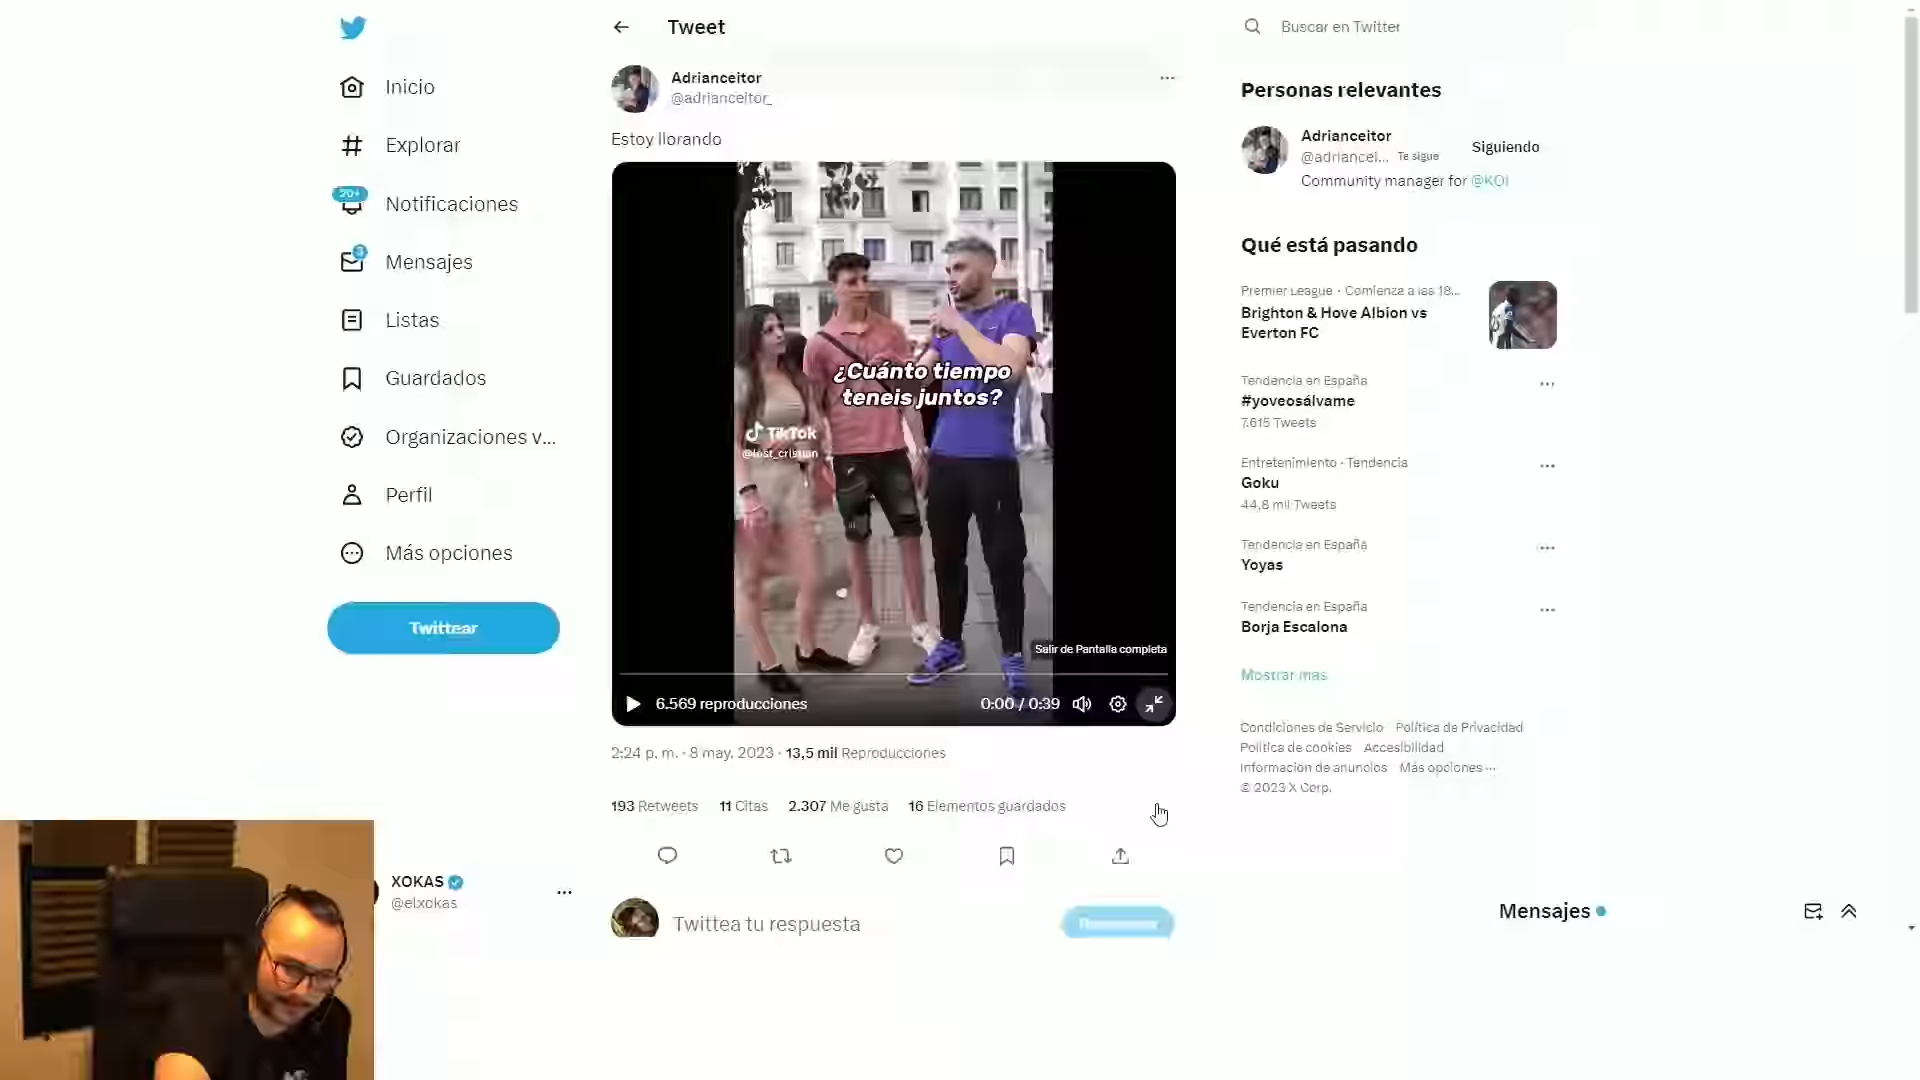 Inicio
Explorar
20+
Notificaciones
3
Mensajes
Listas
Guardados
Organizaciones v...
Perfil
Más opciones
Twittear
XOKAS
@elxokas
Tweet
Adrianceitor
@adrianceitor_
Estoy llorando
¿Cuánto tiempo
teneis juntos?
TikTok
@lost_cristian
Salir de Pantalla completa
6.569 reproducciones
0:00 / 0:39
2:24 p. m. · 8 may. 2023 · 13,5 mil Reproducciones
193 Retweets 11 Citas 2.307 Me gusta 16 Elementos guardados
Twittea tu respuesta
Buscar en Twitter
Personas relevantes
Adrianceitor
@adriancei... Te sigue
Siguiendo
Community manager for @KOI
Qué está pasando
Premier League · Comienza a las 18...
Brighton & Hove Albion vs
Everton FC
Tendencia en España
#yoveosálvame
7.615 Tweets
Entretenimiento · Tendencia
Goku
44,8 mil Tweets
Tendencia en España
Yoyas
Tendencia en España
Borja Escalona
Mostrar más
Condiciones de Servicio Política de Privacidad
Política de cookies Accesibilidad
Información de anuncios Más opciones ···
© 2023 X Corp.
Mensajes